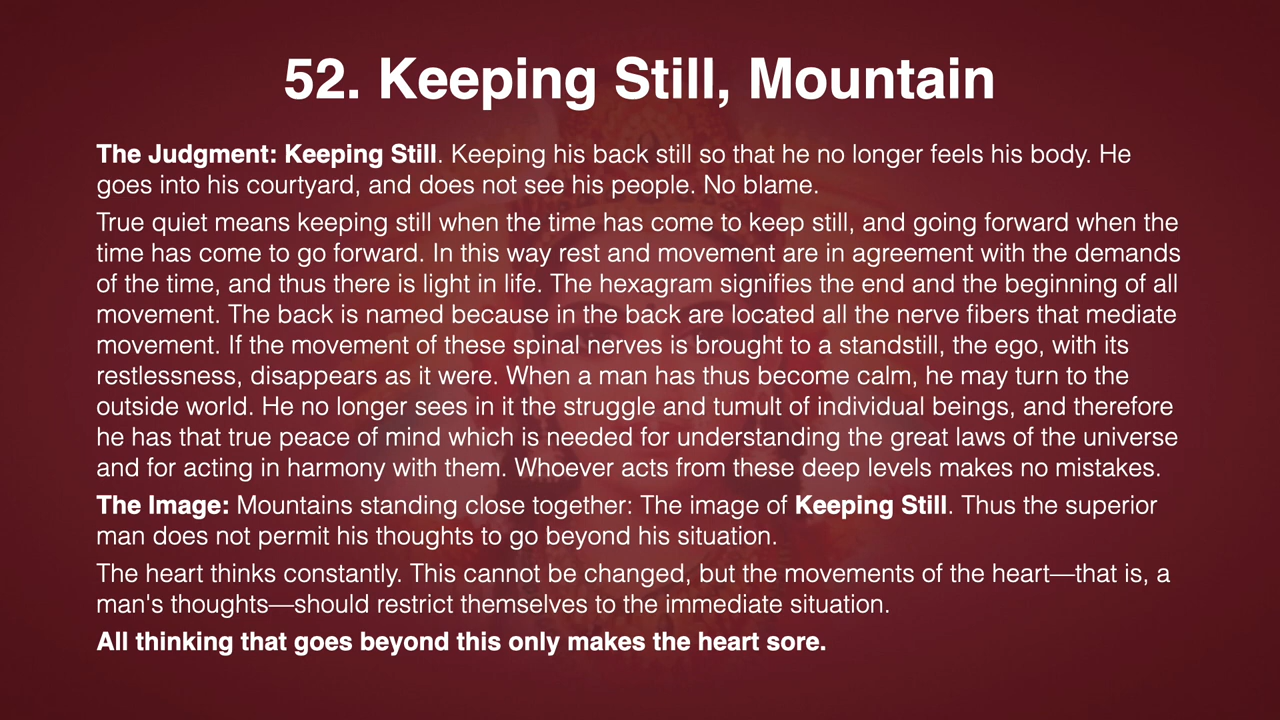 52. Keeping Still, Mountain
The Judgment: Keeping Still. Keeping his back still so that he no longer feels his body. He
goes into his courtyard, and does not see his people. No blame.
True quiet means keeping still when the time has come to keep still, and going forward when the
time has come to go forward. In this way rest and movement are in agreement with the demands
of the time, and thus there is light in life. The hexagram signifies the end and the beginning of all
movement. The back is named because in the back are located all the nerve fibers that mediate
movement. If the movement of these spinal nerves is brought to a standstill, the ego, with its
restlessness, disappears as it were. When a man has thus become calm, he may turn to the
outside world. He no longer sees in it the struggle and tumult of individual beings, and therefore
he has that true peace of mind which is needed for understanding the great laws of the universe
and for acting in harmony with them. Whoever acts from these deep levels makes no mistakes.
The Image: Mountains standing close together: The image of Keeping Still. Thus the superior
man does not permit his thoughts to go beyond his situation.
The heart thinks constantly. This cannot be changed, but the movements of the heart—that is, a
man's thoughts—should restrict themselves to the immediate situation.
All thinking that goes beyond this only makes the heart sore.